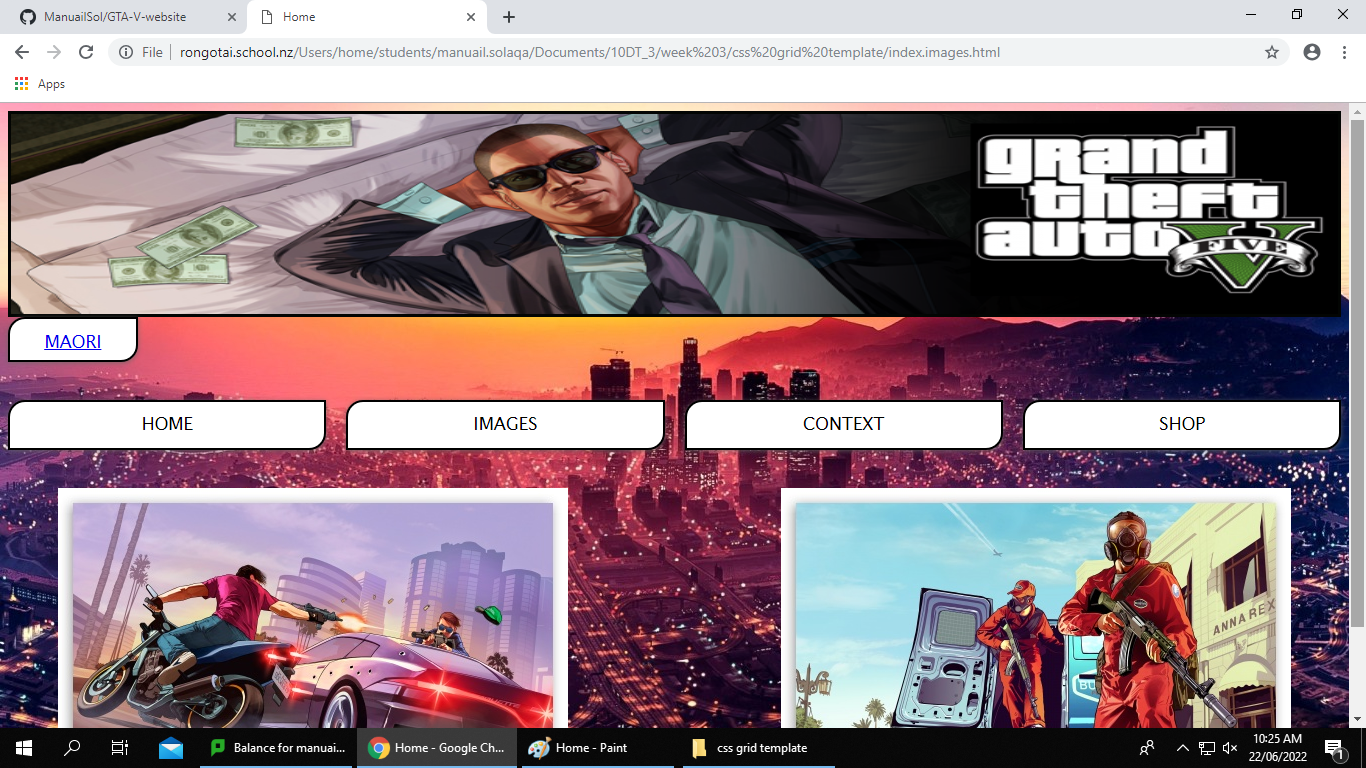 ManuailSol/GTA-V-website
Home
File
rongotai.school.nz/Users/home/students/manuail.solaqa/Documents/10DT_3/week%203/css%20grid%20template/index.images.html
Apps
grand
theft
auto
FIVE
MAORI
HOME
IMAGES
CONTEXT
SHOP
ANNA REX
BU
Balance for manuai...
Home - Google Ch...
Home - Paint
css grid template
10:25 AM
22/06/2022
1